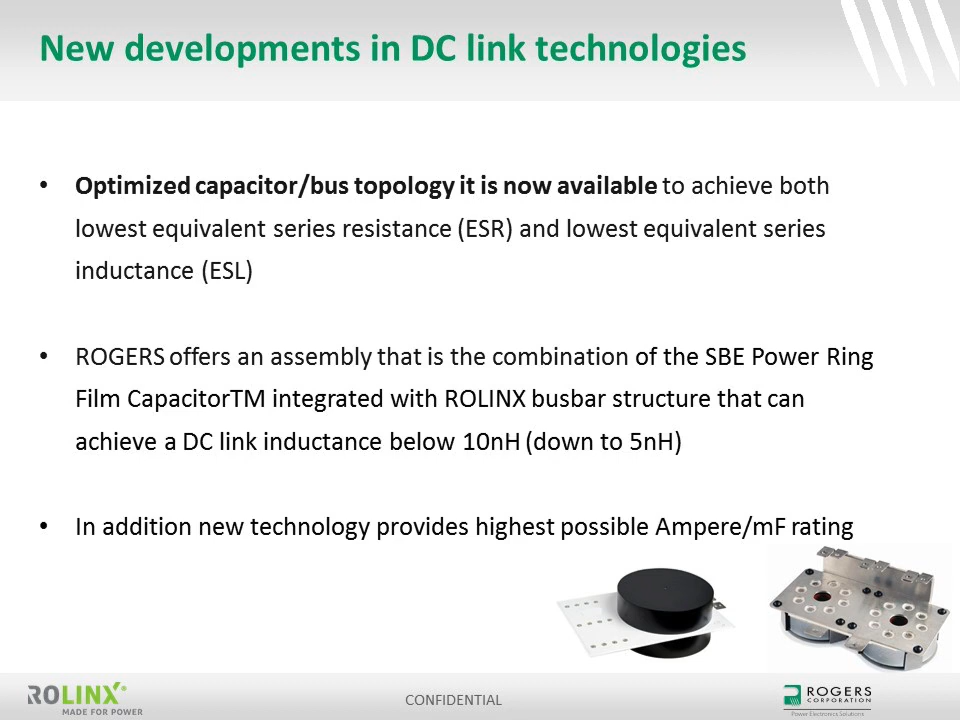 New developments in DC link technologies
• Optimized capacitor/bus topology it is now available to achieve both
lowest equivalent series resistance (ESR) and lowest equivalent series
inductance (ESL)
• ROGERS offers an assembly that is the combination of the SBE Power Ring
Film CapacitorTM integrated with ROLINX busbar structure that can
achieve a DC link inductance below 10nH (down to 5nH)
• In addition new technology provides highest possible Ampere/mF rating
ROLINX®
MADE FOR POWER
CONFIDENTIAL
ROGERS
CORPORATION
Power Electronics Solutions